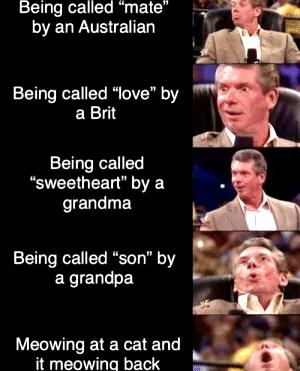 Being called “mate”
by an Australian
Being called “love” by
a Brit
Being called
“sweetheart” by a
grandma
Being called “son” by
a grandpa
Meowing at a cat and
it meowing back